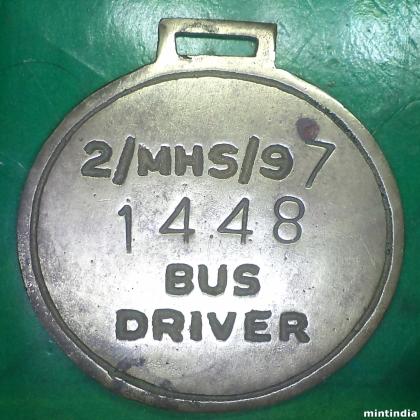 2/MHS/97
1448
BUS
DRIVER
mintindia